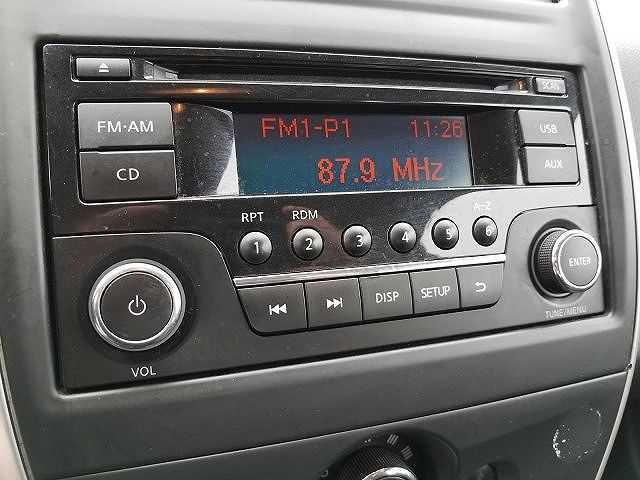 SCAN
FM·AM
CD
FM1-P1 11:26
87.9 MHz
USB
AUX
RPT RDM A-Z
1 2 3 4 5 6
DISP SETUP
ENTER
VOL
TUNE/MENU